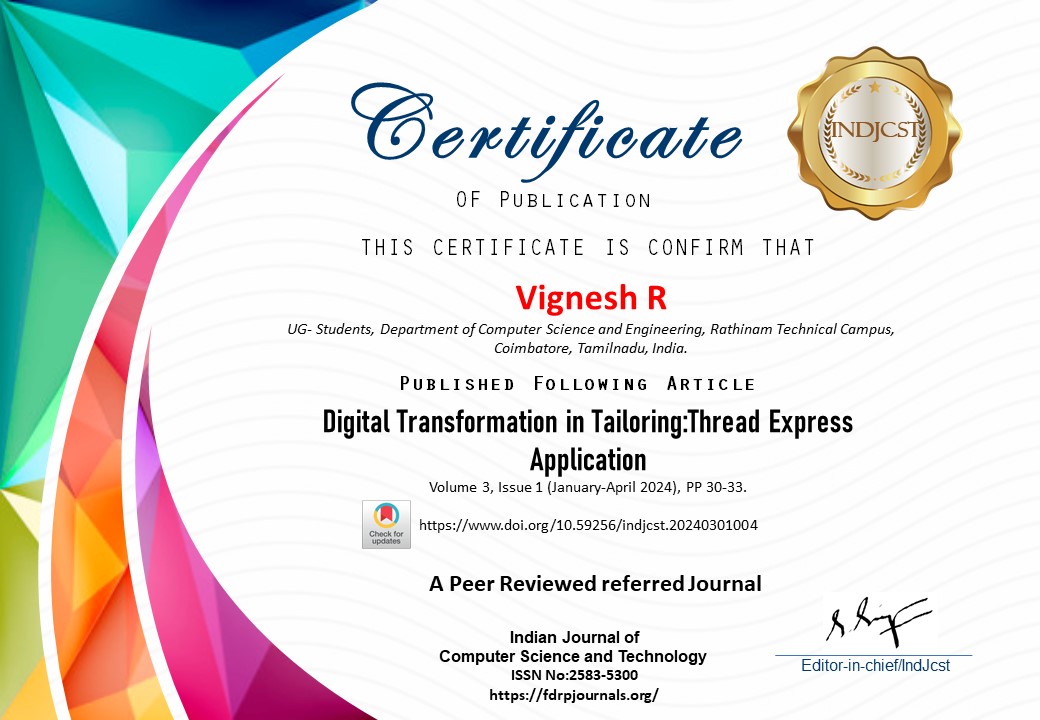 Certificate
INDJCST
OF PUBLICATION
THIS CERTIFICATE IS CONFIRM THAT
Vignesh R
UG- Students, Department of Computer Science and Engineering, Rathinam Technical Campus,
Coimbatore, Tamilnadu, India.
PUBLISHED FOLLOWING ARTICLE
Digital Transformation in Tailoring:Thread Express
Application
Volume 3, Issue 1 (January-April 2024), PP 30-33.
Check for
updates
https://www.doi.org/10.59256/indjcst.20240301004
A Peer Reviewed referred Journal
Indian Journal of
Computer Science and Technology
ISSN No:2583-5300
https://fdrpjournals.org/
Editor-in-chief/IndJcst